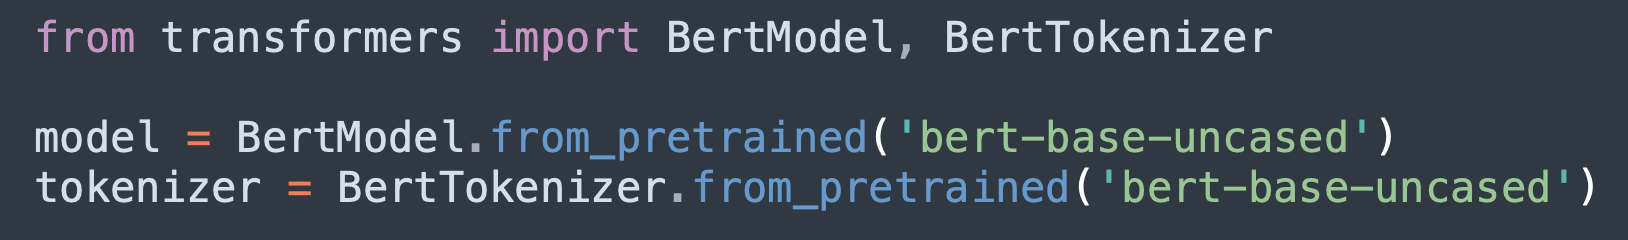 from transformers import BertModel, BertTokenizer
model = BertModel.from_pretrained('bert-base-uncased')
tokenizer = BertTokenizer.from_pretrained('bert-base-uncased')